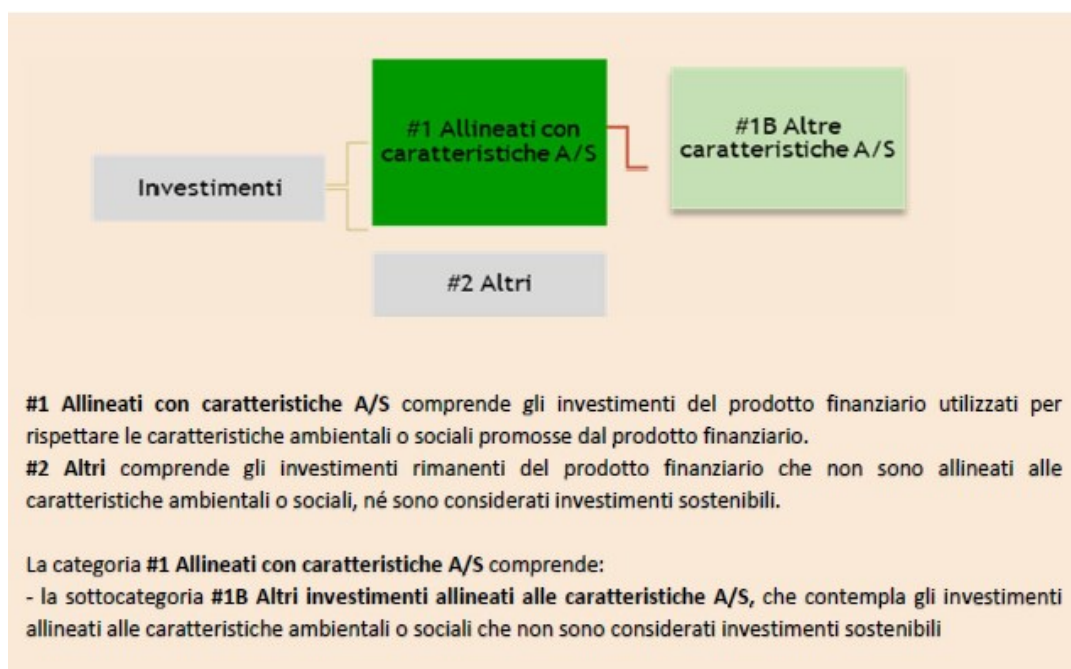 #1 Allineati con
caratteristiche A/S
#1B Altre
caratteristiche A/S
Investimenti
#2 Altri
#1 Allineati con caratteristiche A/S comprende gli investimenti del prodotto finanziario utilizzati per
rispettare le caratteristiche ambientali o sociali promosse dal prodotto finanziario.
#2 Altri comprende gli investimenti rimanenti del prodotto finanziario che non sono allineati alle
caratteristiche ambientali o sociali, né sono considerati investimenti sostenibili.
La categoria #1 Allineati con caratteristiche A/S comprende:
- la sottocategoria #1B Altri investimenti allineati alle caratteristiche A/S, che contempla gli investimenti
allineati alle caratteristiche ambientali o sociali che non sono considerati investimenti sostenibili